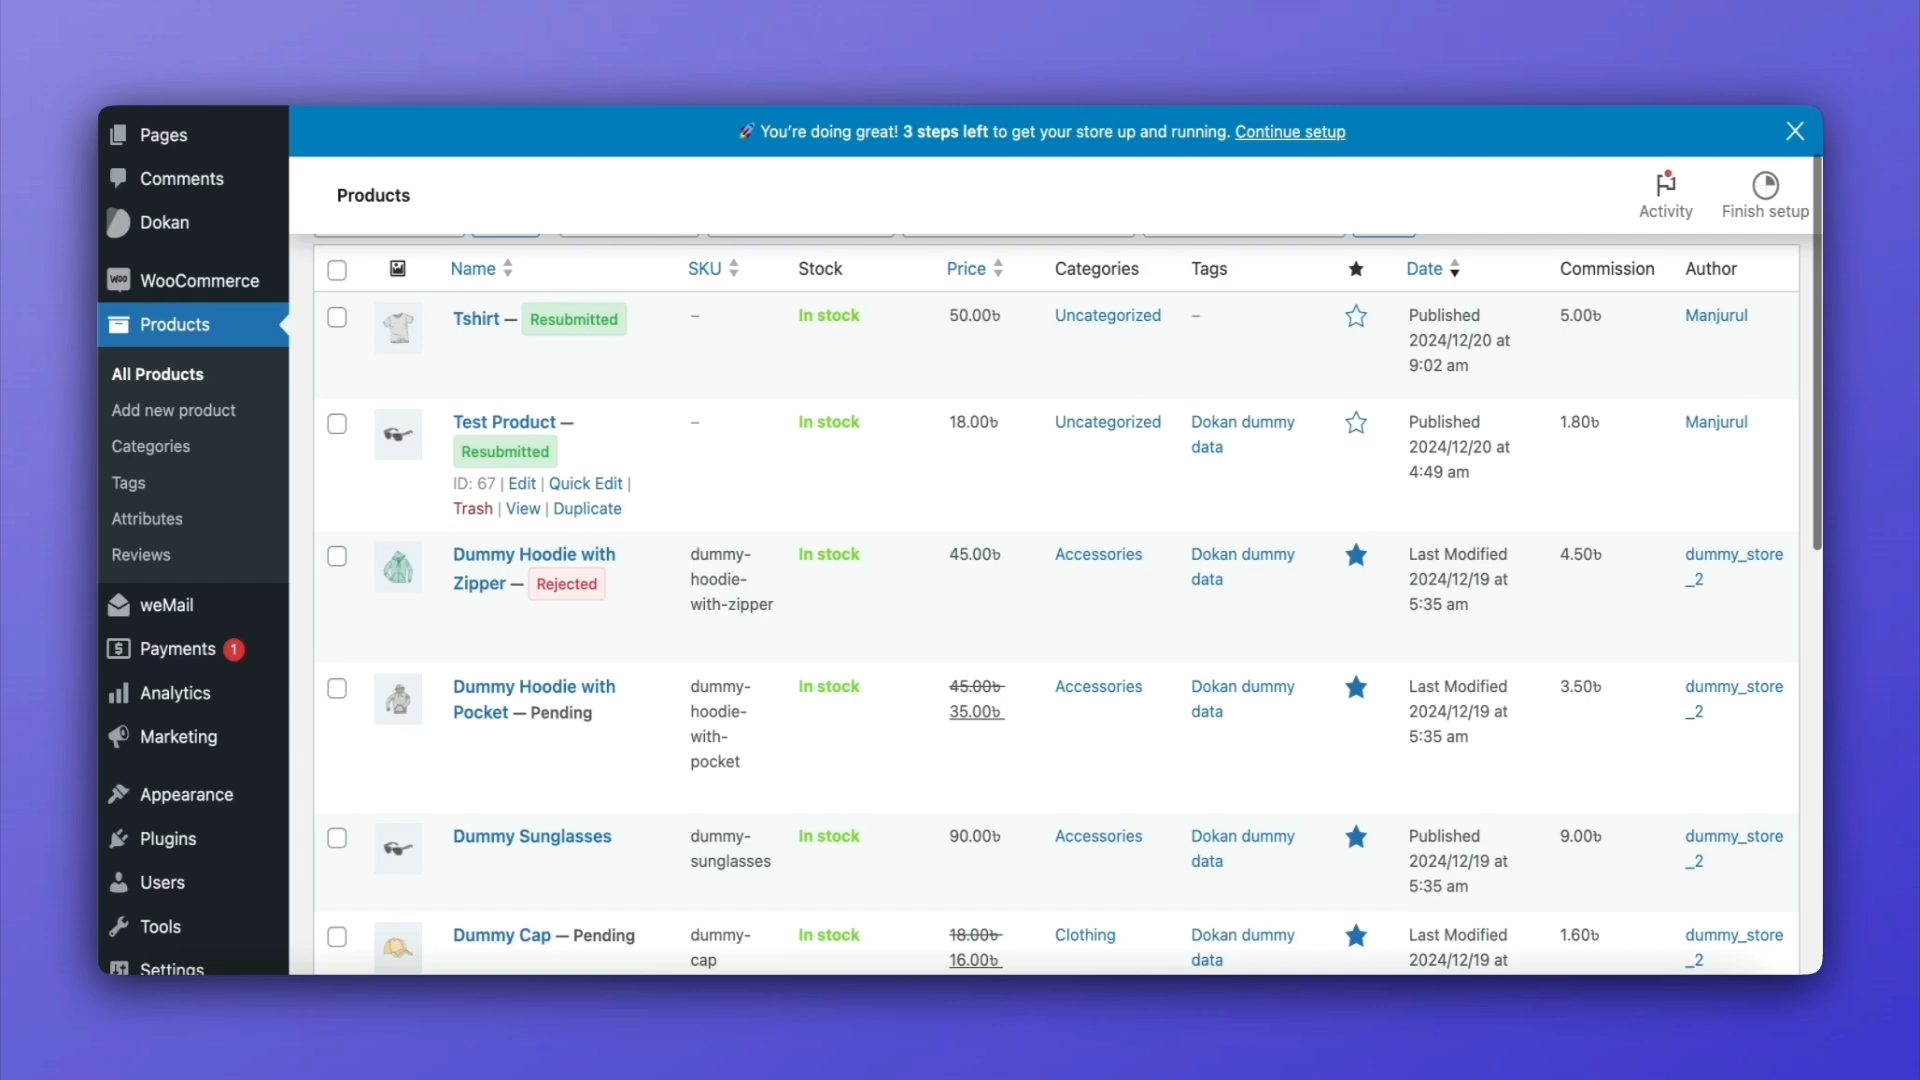 🚀 You're doing great! 3 steps left to get your store up and running. Continue setup
Pages
Comments
Dokan
WooCommerce
Products
All Products
Add new product
Categories
Tags
Attributes
Reviews
weMail
Payments 1
Analytics
Marketing
Appearance
Plugins
Users
Tools
Settings
Products
Activity
Finish setup
Name SKU Stock Price Categories Tags ★ Date Commission Author
Tshirt — Resubmitted – In stock 50.00৳ Uncategorized – Published 5.00৳ Manjurul
2024/12/20 at
9:02 am
Test Product — – In stock 18.00৳ Uncategorized Dokan dummy Published 1.80৳ Manjurul
Resubmitted data 2024/12/20 at
4:49 am
ID: 67 | Edit | Quick Edit |
Trash | View | Duplicate
Dummy Hoodie with dummy- In stock 45.00৳ Accessories Dokan dummy Last Modified 4.50৳ dummy_store
Zipper — Rejected hoodie- data 2024/12/19 at _2
with-zipper 5:35 am
Dummy Hoodie with dummy- In stock 45.00৳ Accessories Dokan dummy Last Modified 3.50৳ dummy_store
Pocket — Pending hoodie- 35.00৳ data 2024/12/19 at _2
with- 5:35 am
pocket
Dummy Sunglasses dummy- In stock 90.00৳ Accessories Dokan dummy Published 9.00৳ dummy_store
sunglasses data 2024/12/19 at _2
5:35 am
Dummy Cap — Pending dummy- In stock 18.00৳ Clothing Dokan dummy Last Modified 1.60৳ dummy_store
cap 16.00৳ data 2024/12/19 at _2